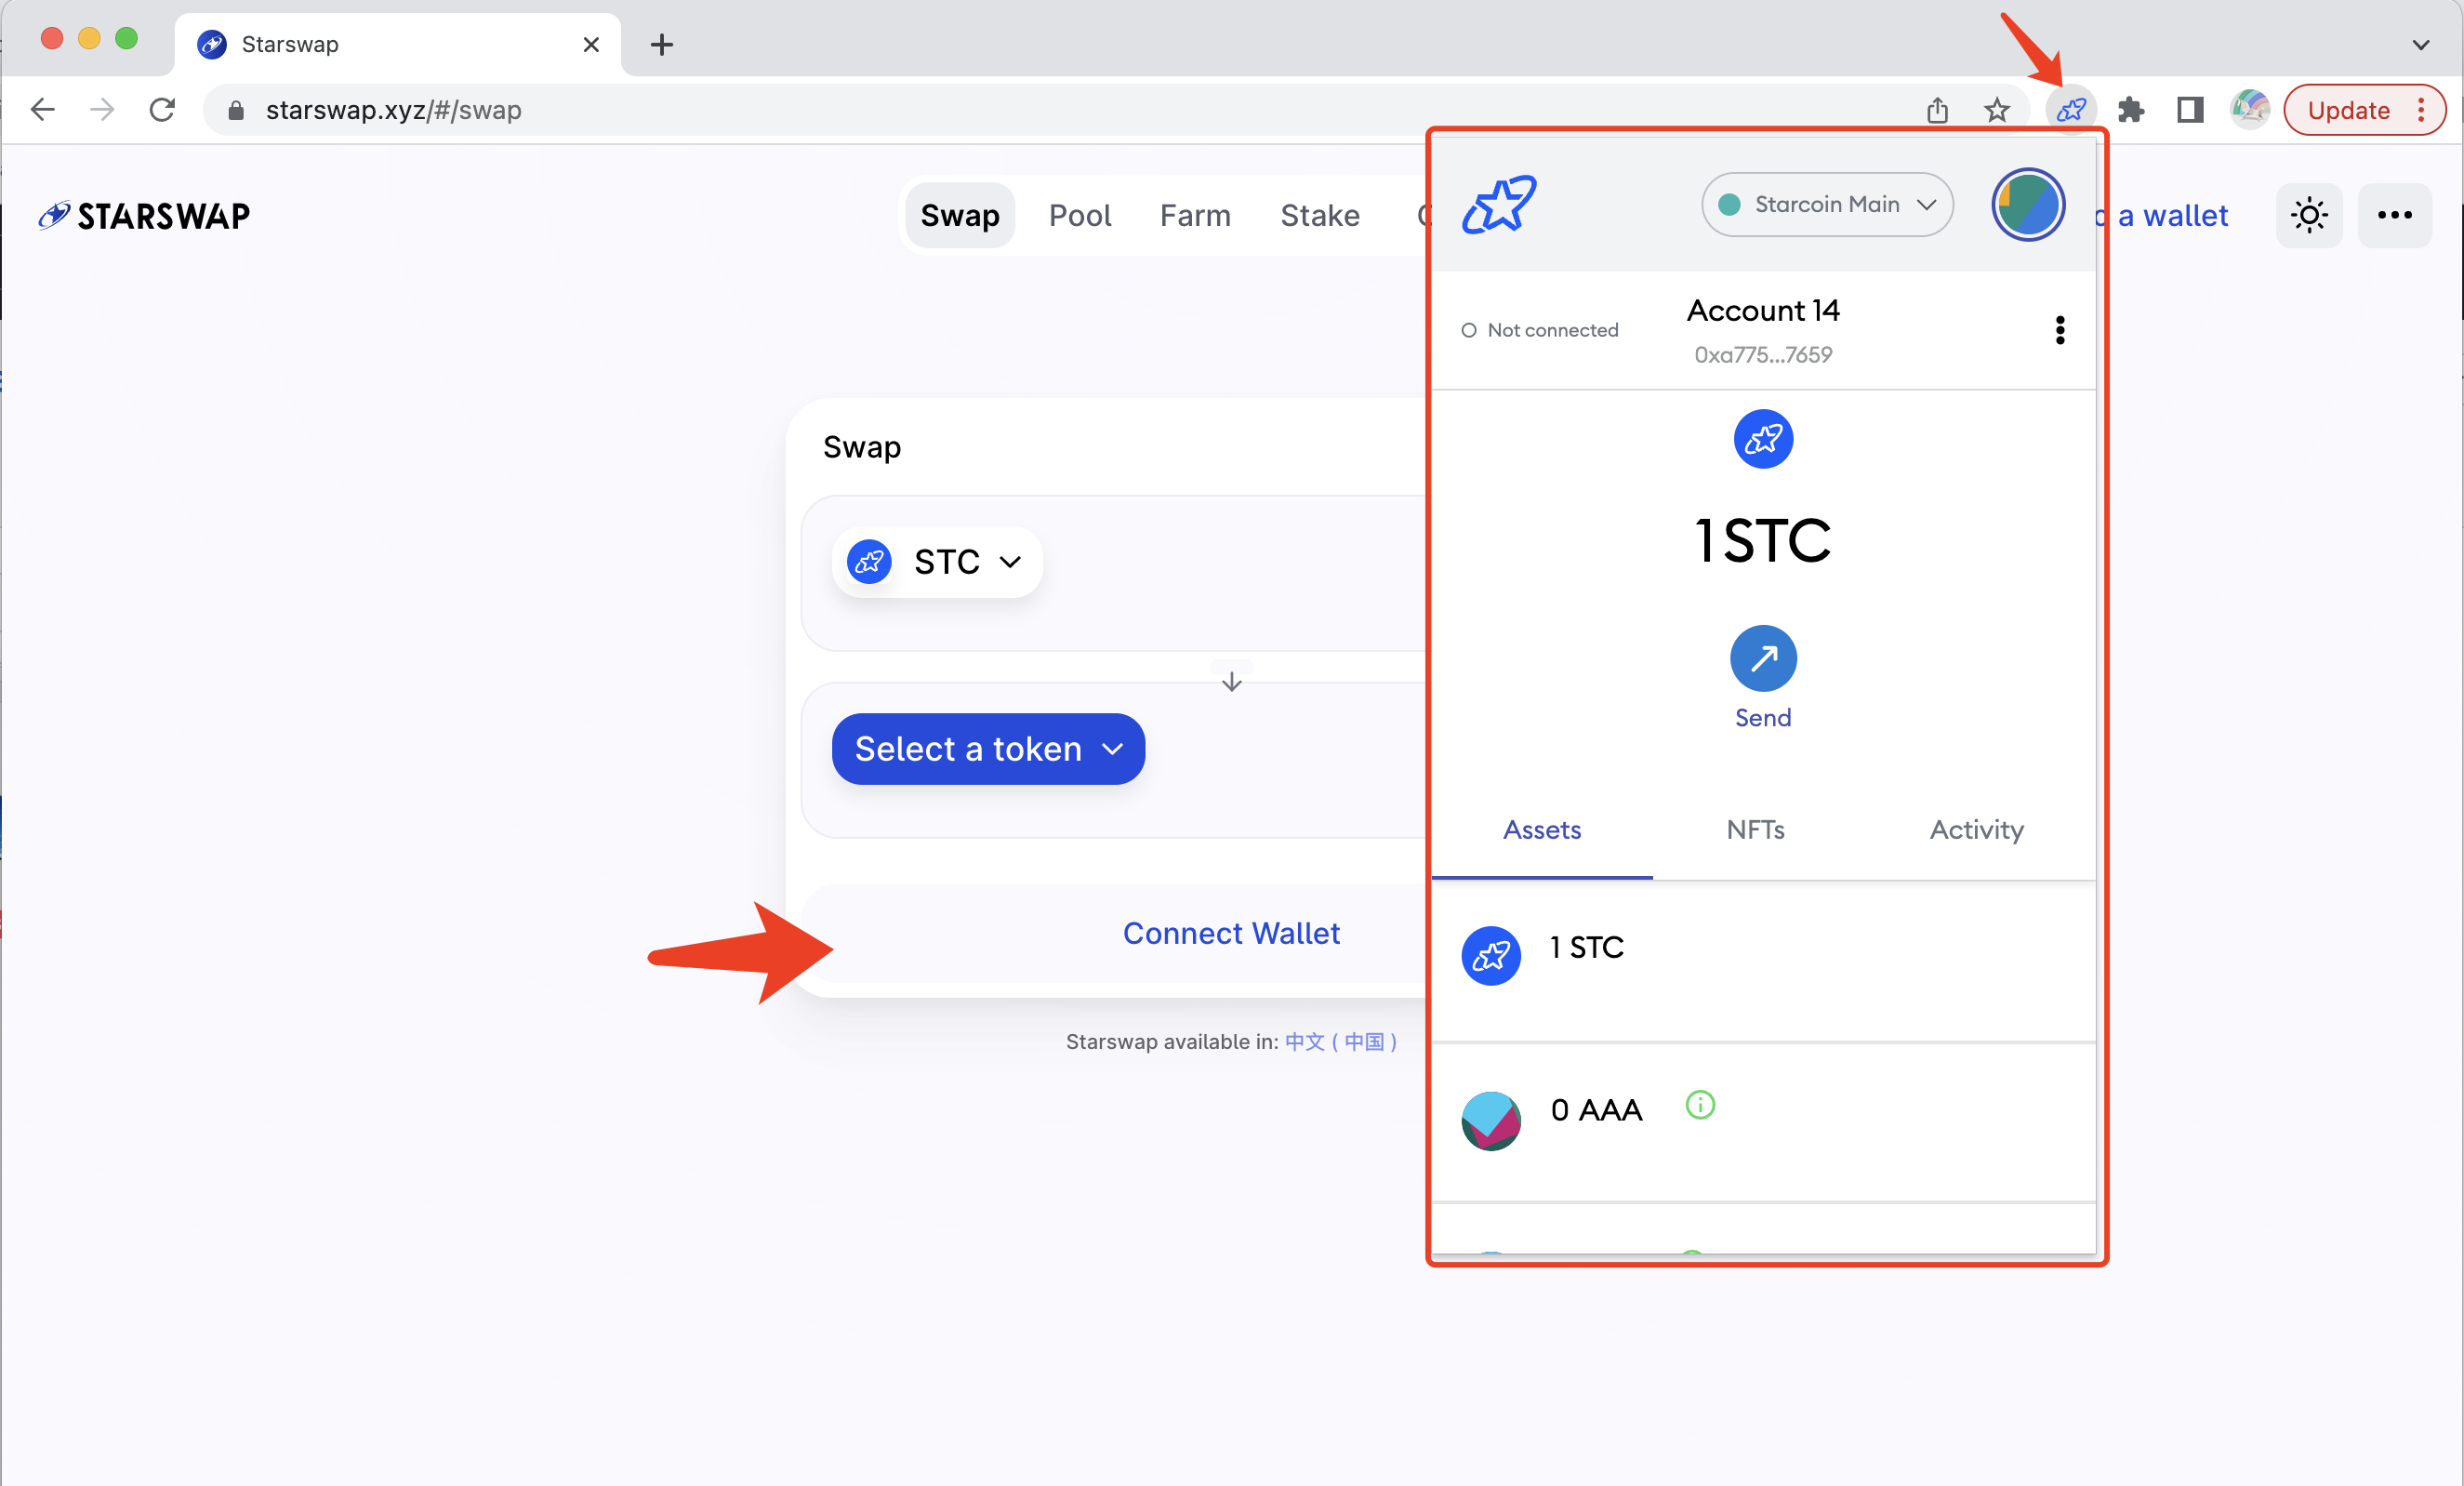 Starswap
starswap.xyz/#/swap
Update
STARSWAP
Swap
Pool
Farm
Stake
a wallet
Swap
STC
Select a token
Connect Wallet
Starswap available in: 中文 ( 中国 )
Starcoin Main
Not connected
Account 14
0xa775...7659
1 STC
Send
Assets
NFTs
Activity
1 STC
0 AAA